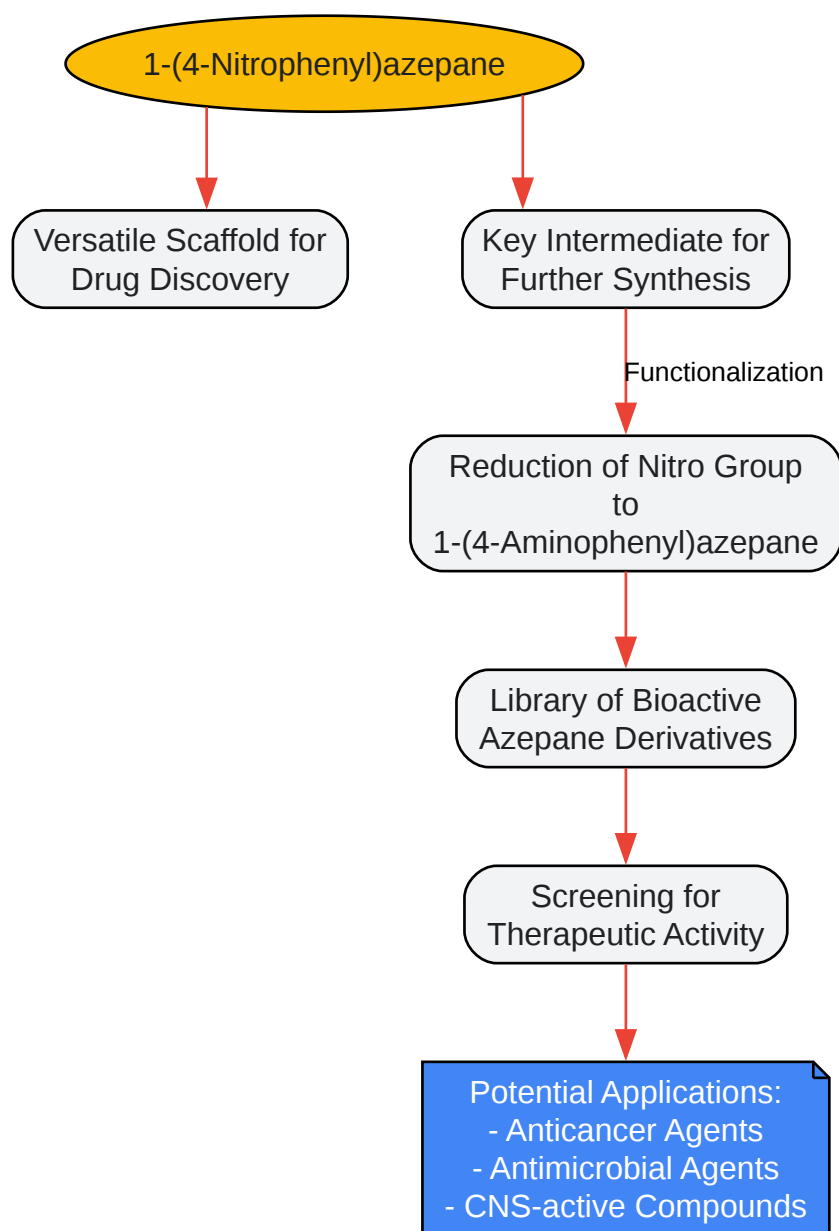 1-(4-Nitrophenyl)azepane
Versatile Scaffold for
Drug Discovery
Key Intermediate for
Further Synthesis
Functionalization
Reduction of Nitro Group
to
1-(4-Aminophenyl)azepane
Library of Bioactive
Azepane Derivatives
Screening for
Therapeutic Activity
Potential Applications:
- Anticancer Agents
- Antimicrobial Agents
- CNS-active Compounds